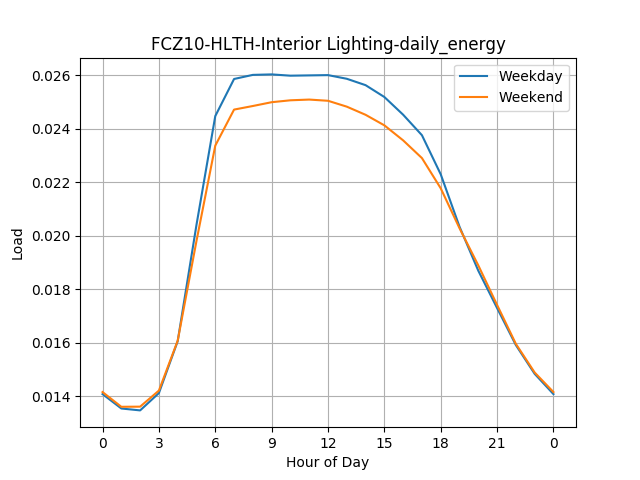 FCZ10-HLTH-Interior Lighting-daily_energy
Weekday
Weekend
Load
0.026
0.024
0.022
0.020
0.018
0.016
0.014
0 3 6 9 12 15 18 21 0
Hour of Day